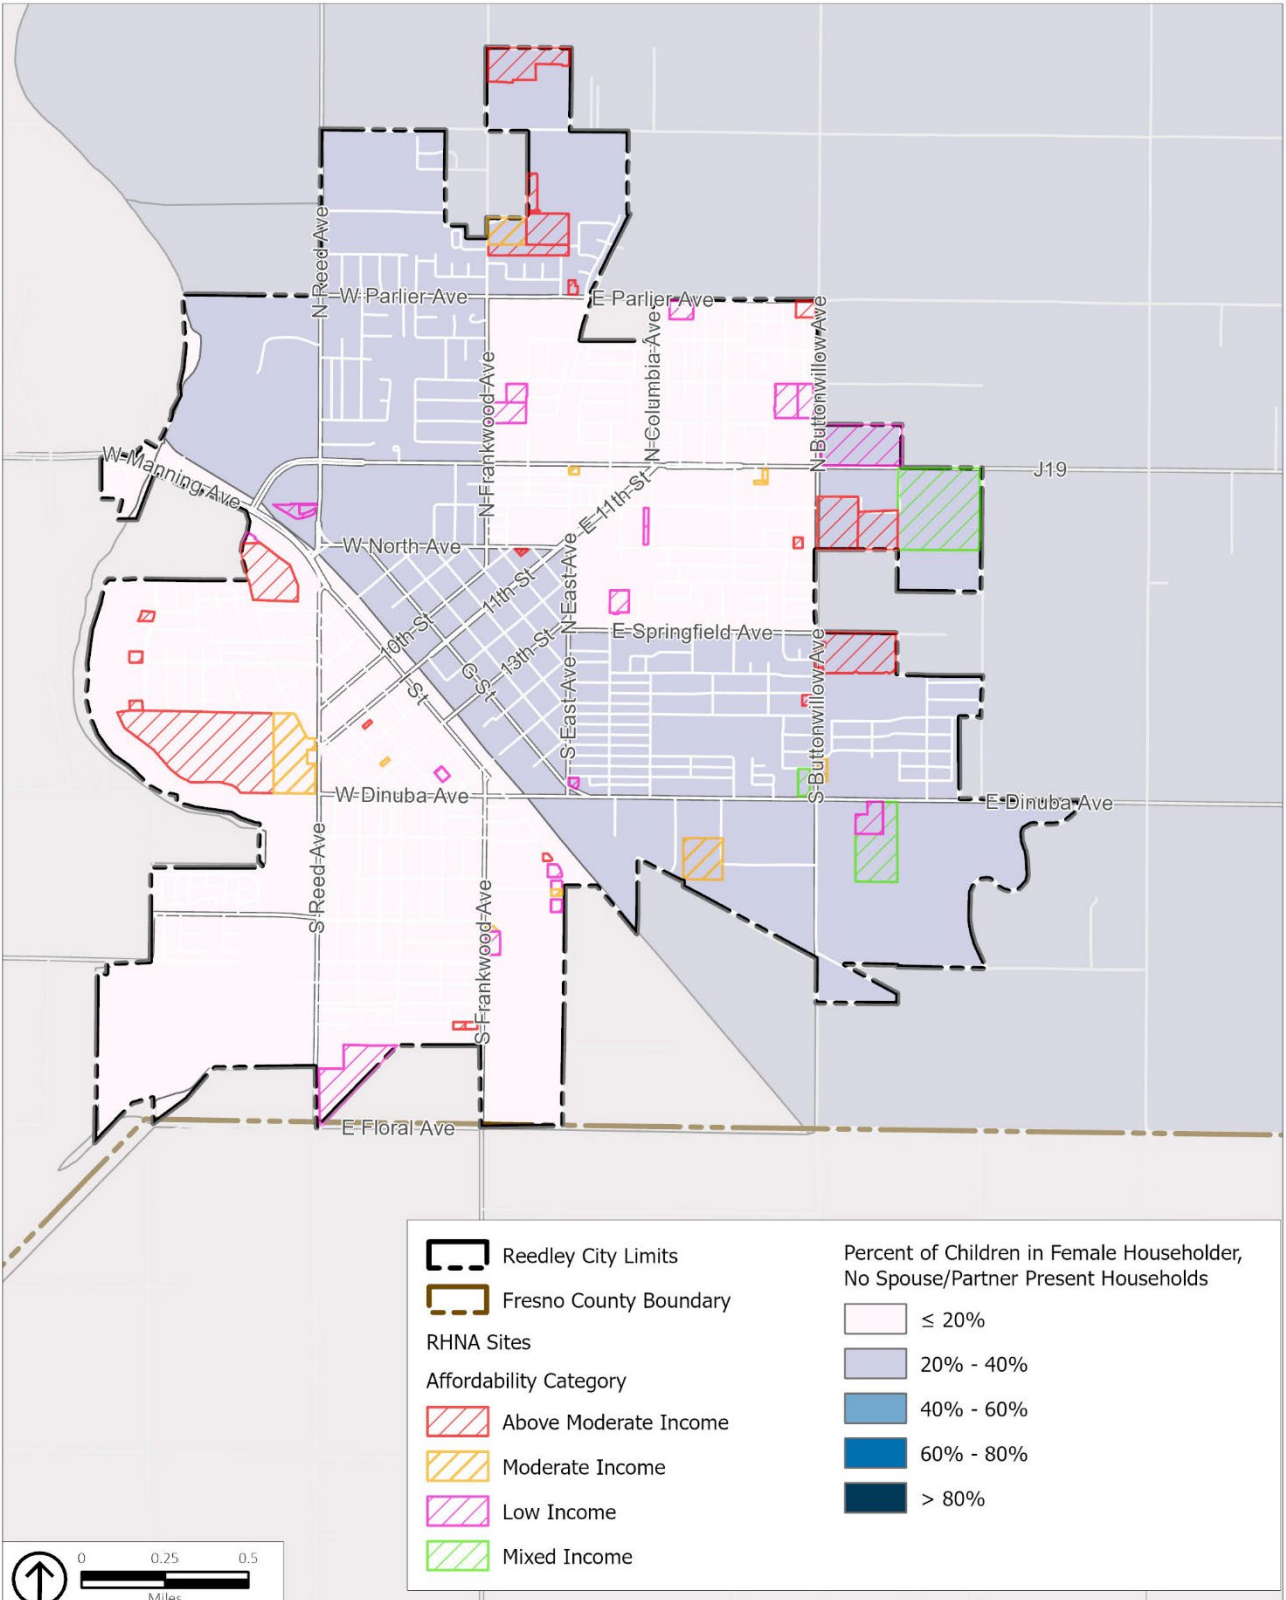 N Reed Ave
W Parlier Ave
E Parlier Ave
N Frankwood Ave
N Columbia Ave
N Buttonwillow Ave
W Manning Ave
J19
E 11th St
W North Ave
11th St
10th St
13th St
G St
St
N East Ave
E Springfield Ave
S East Ave
S Buttonwillow Ave
W Dinuba Ave
E Dinuba Ave
S Reed Ave
S Frankwood Ave
E Floral Ave
Reedley City Limits
Fresno County Boundary
RHNA Sites
Affordability Category
Above Moderate Income
Moderate Income
Low Income
Mixed Income
Percent of Children in Female Householder,
No Spouse/Partner Present Households
≤ 20%
20% - 40%
40% - 60%
60% - 80%
> 80%
0 0.25 0.5
Miles